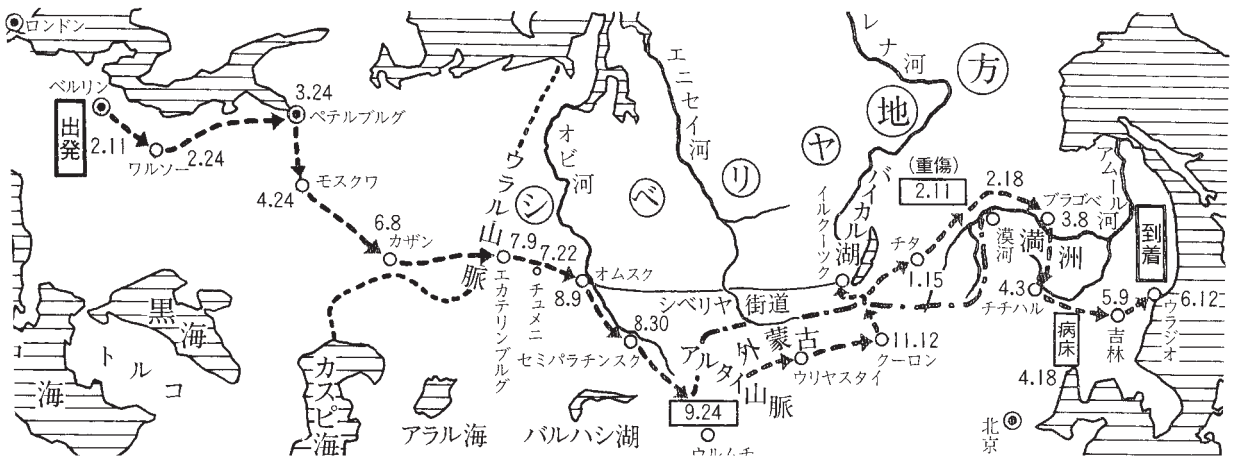 ロンドン
ベルリン
出発
2.11
ワルソー
2.24
3.24
ペテルブルグ
モスクワ
4.24
6.8
カザン
ウラル山脈
7.9
エカテリンブルグ
7.22
チュメニ
オビ河
エニセイ河
レナ河
シベリヤ地方
オムスク
8.9
8.30
セミパラチンスク
シベリヤ街道
イルクーツク
バイカル湖
アルタイ山脈
外蒙古
9.24
ウリヤスタイ
11.12
クーロン
チタ
1.15
(重傷)
2.11
2.18
ブラゴベ
3.8
アムール河
漠河
満洲
4.3
チチハル
病床
4.18
5.9
吉林
到着
6.12
ウラジオ
北京
黒海
トルコ
海
カスピ海
アラル海
バルハシ湖
ウルムチ